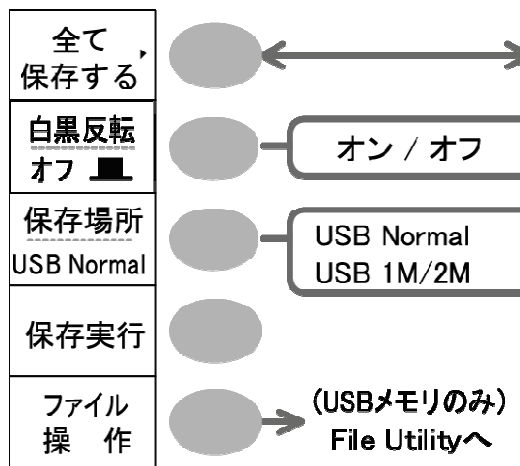 全て
保存する
白黒反転
オフ
オン / オフ
保存場所
USB Normal
USB Normal
USB 1M/2M
保存実行
ファイル
操 作
(USBメモリのみ)
File Utilityへ